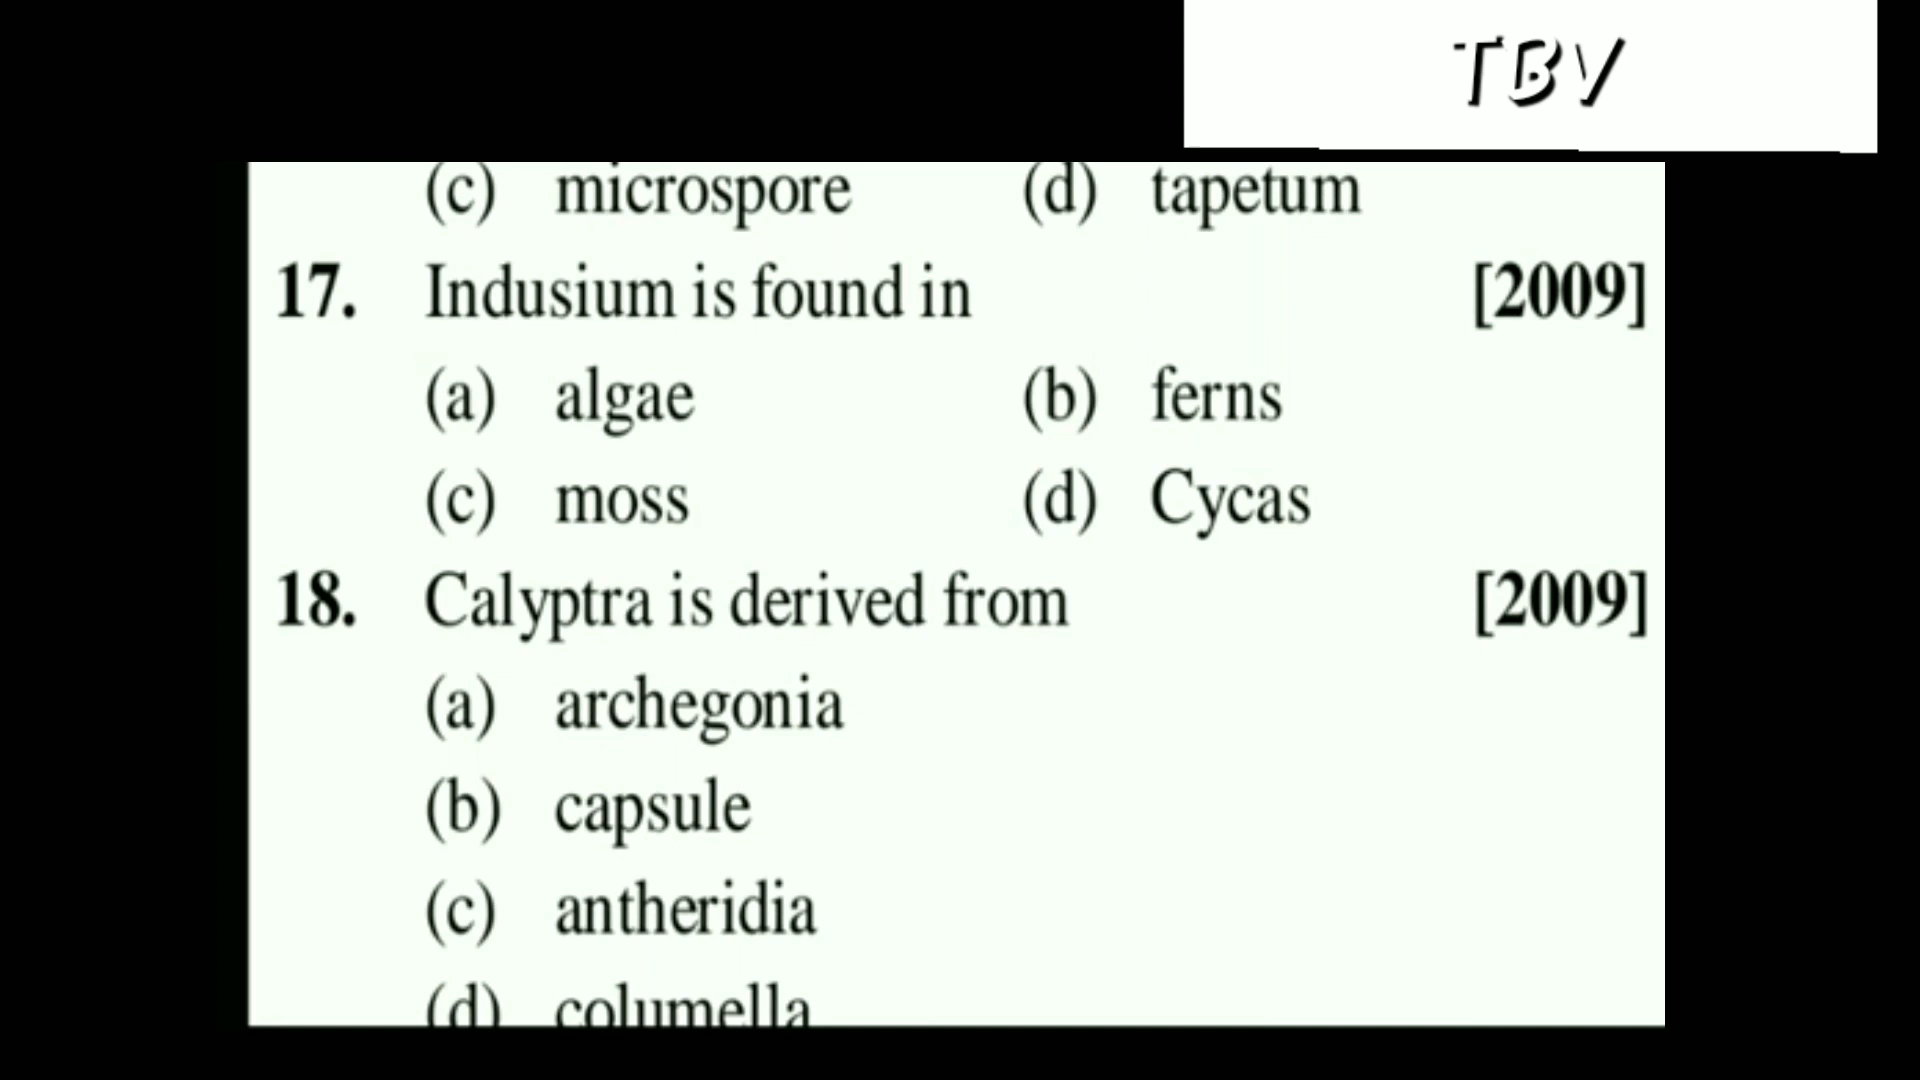 TBV
(c) microspore (d) tapetum
17. Indusium is found in [2009]
(a) algae (b) ferns
(c) moss (d) Cycas
18. Calyptra is derived from [2009]
(a) archegonia
(b) capsule
(c) antheridia
(d) columella